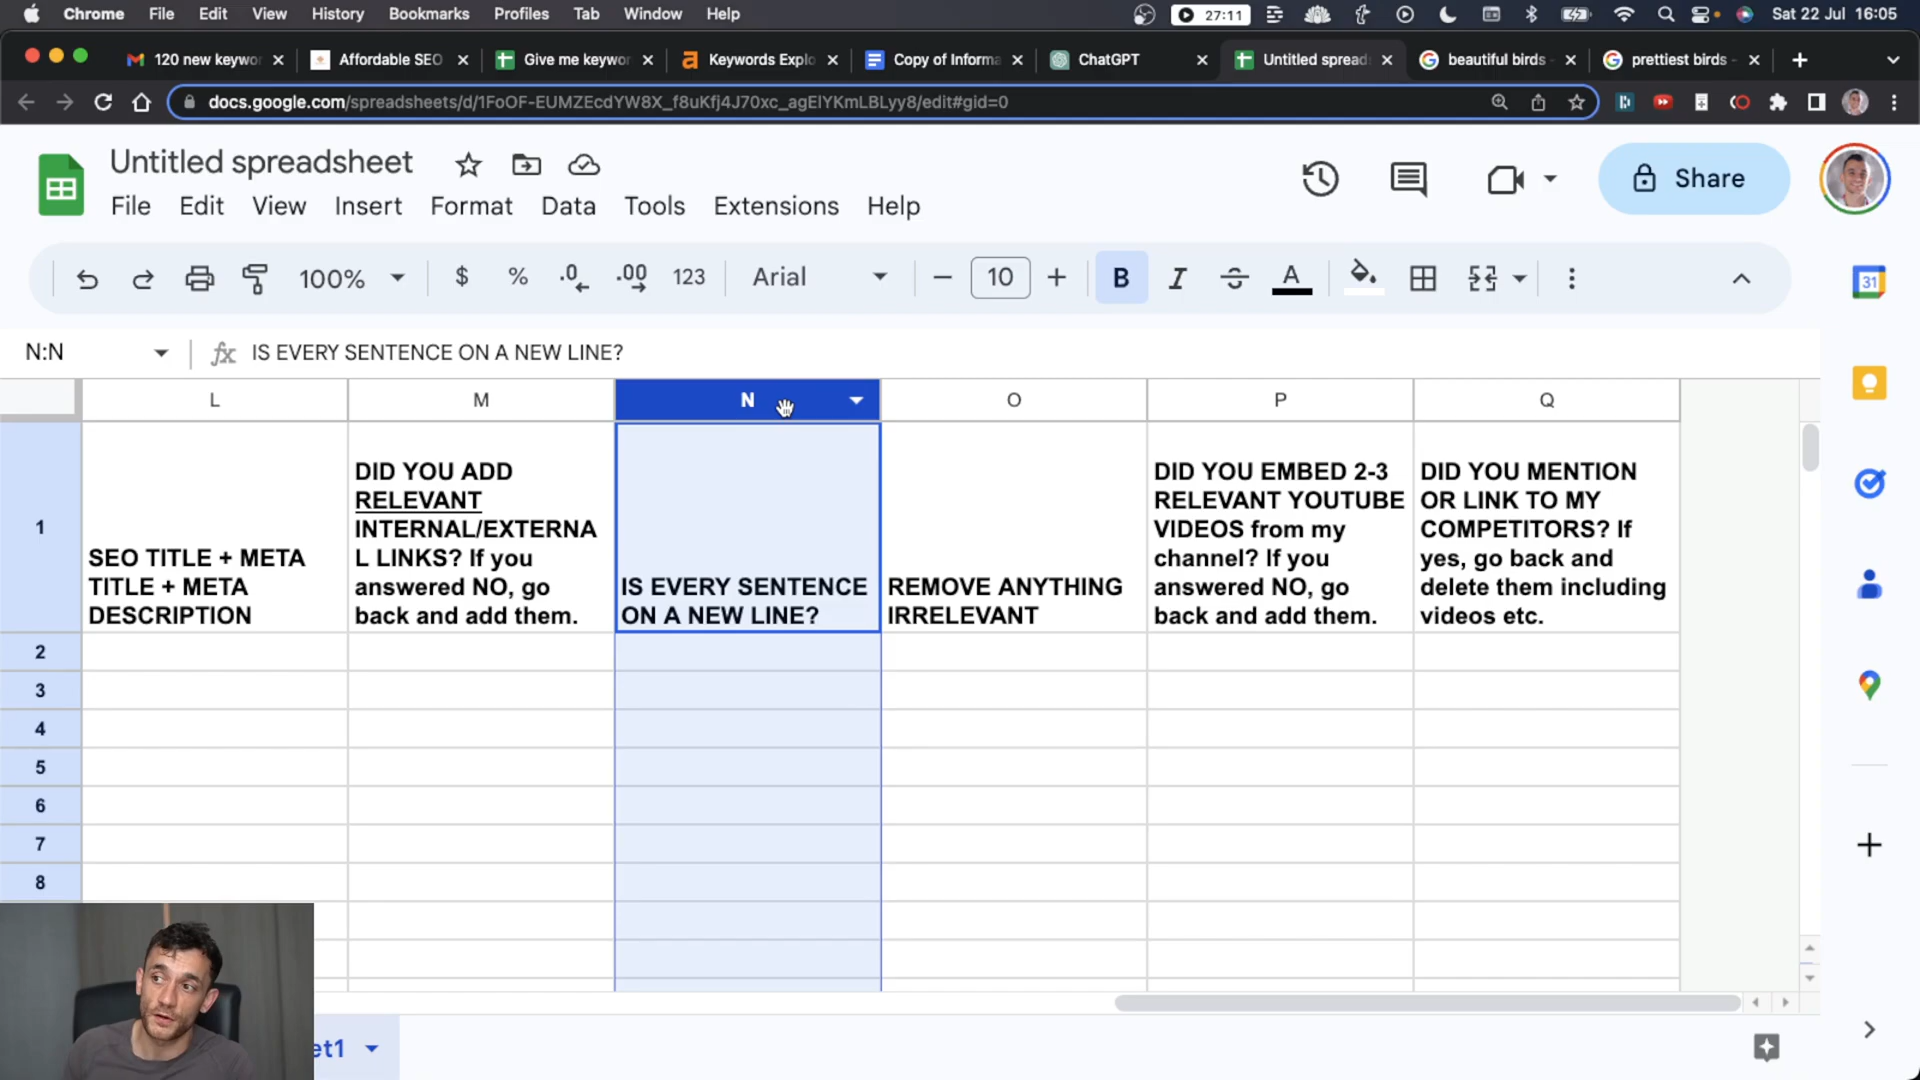 Chrome File Edit View History Bookmarks Profiles Tab Window Help 27:11 Sat 22 Jul 16:05
120 new keywor Affordable SEO Give me keywor Keywords Explo Copy of Informa ChatGPT Untitled spread beautiful birds - prettiest birds -
docs.google.com/spreadsheets/d/1FoOF-EUMZEcdYW8X_f8uKfj4J70xc_agElYKmLBLyy8/edit#gid=0
Untitled spreadsheet
Share
File Edit View Insert Format Data Tools Extensions Help
100% $ % .0 .00 123 Arial 10 B I S A
31
N:N fx IS EVERY SENTENCE ON A NEW LINE?
L M N O P Q
1
SEO TITLE + META
TITLE + META
DESCRIPTION
DID YOU ADD
RELEVANT
INTERNAL/EXTERNA
L LINKS? If you
answered NO, go
back and add them.
IS EVERY SENTENCE
ON A NEW LINE?
REMOVE ANYTHING
IRRELEVANT
DID YOU EMBED 2-3
RELEVANT YOUTUBE
VIDEOS from my
channel? If you
answered NO, go
back and add them.
DID YOU MENTION
OR LINK TO MY
COMPETITORS? If
yes, go back and
delete them including
videos etc.
2
3
4
5
6
7
8
et1